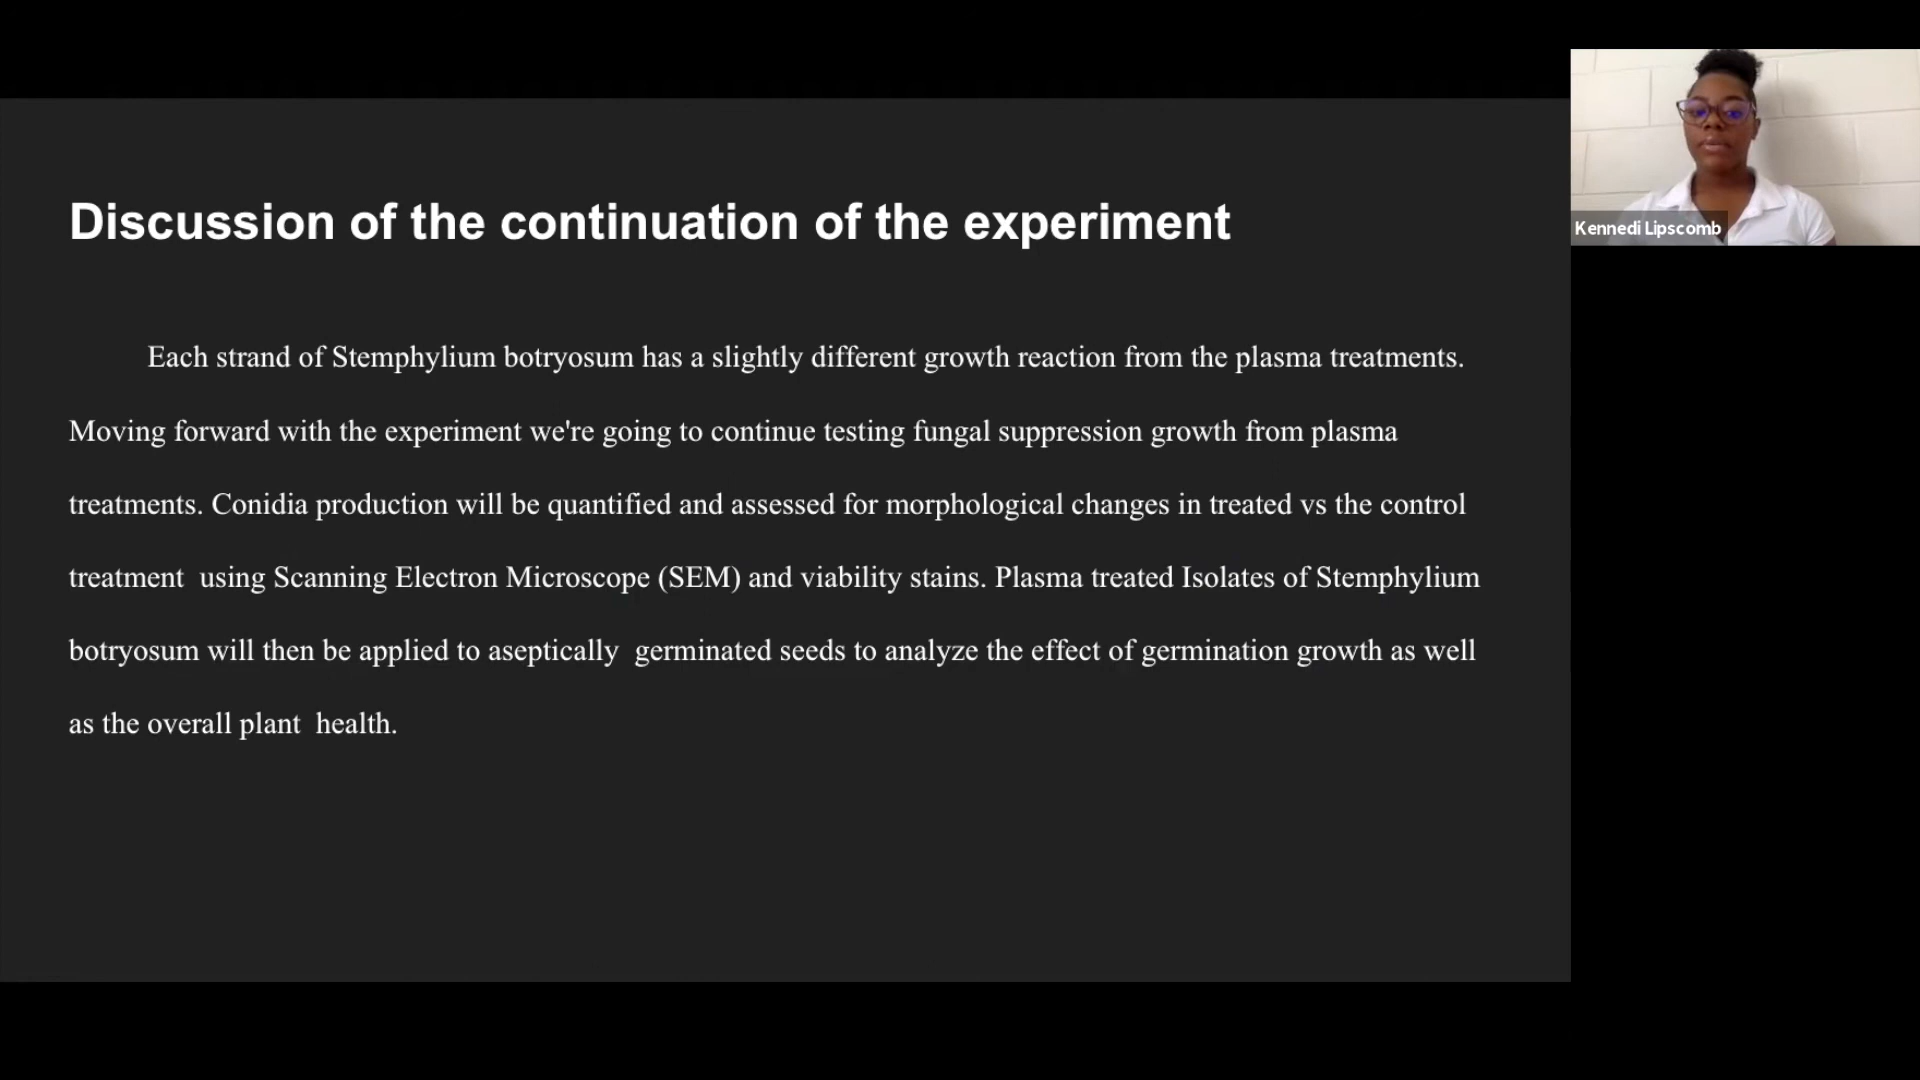 Discussion of the continuation of the experiment
Each strand of Stemphylium botryosum has a slightly different growth reaction from the plasma treatments.
Moving forward with the experiment we're going to continue testing fungal suppression growth from plasma
treatments. Conidia production will be quantified and assessed for morphological changes in treated vs the control
treatment  using Scanning Electron Microscope (SEM) and viability stains. Plasma treated Isolates of Stemphylium
botryosum will then be applied to aseptically  germinated seeds to analyze the effect of germination growth as well
as the overall plant  health.
Kennedi Lipscomb